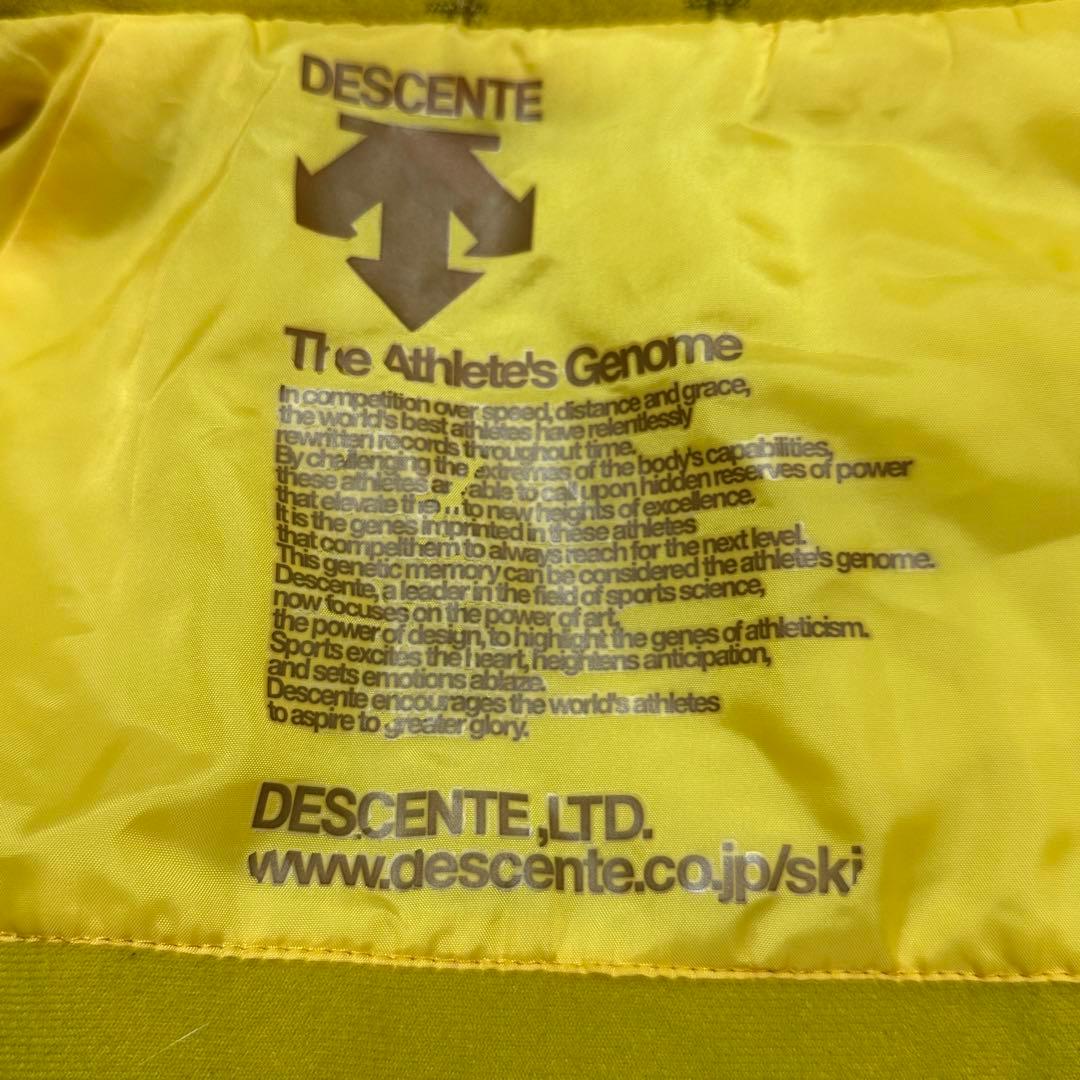 DESCENTE
The Athlete's Genome
In competition over speed, distance and grace,
the world's best athletes have relentlessly
rewritten records throughout time.
By challenging the extremes of the body's capabilities,
these athletes ar able to call upon hidden reserves of power
that elevate the to new heights of excellence.
It is the genes imprinted in these athletes
that compel them to always reach for the next level.
This genetic memory can be considered the athlete's genome.
Descente, a leader in the field of sports science,
now focuses on the power of art,
the power of design, to highlight the genes of athleticism.
Sports excites the heart, heightens anticipation,
and sets emotions ablaze.
Descente encourages the world's athletes
to aspire to greater glory.
DESCENTE,LTD.
www.descente.co.jp/ski